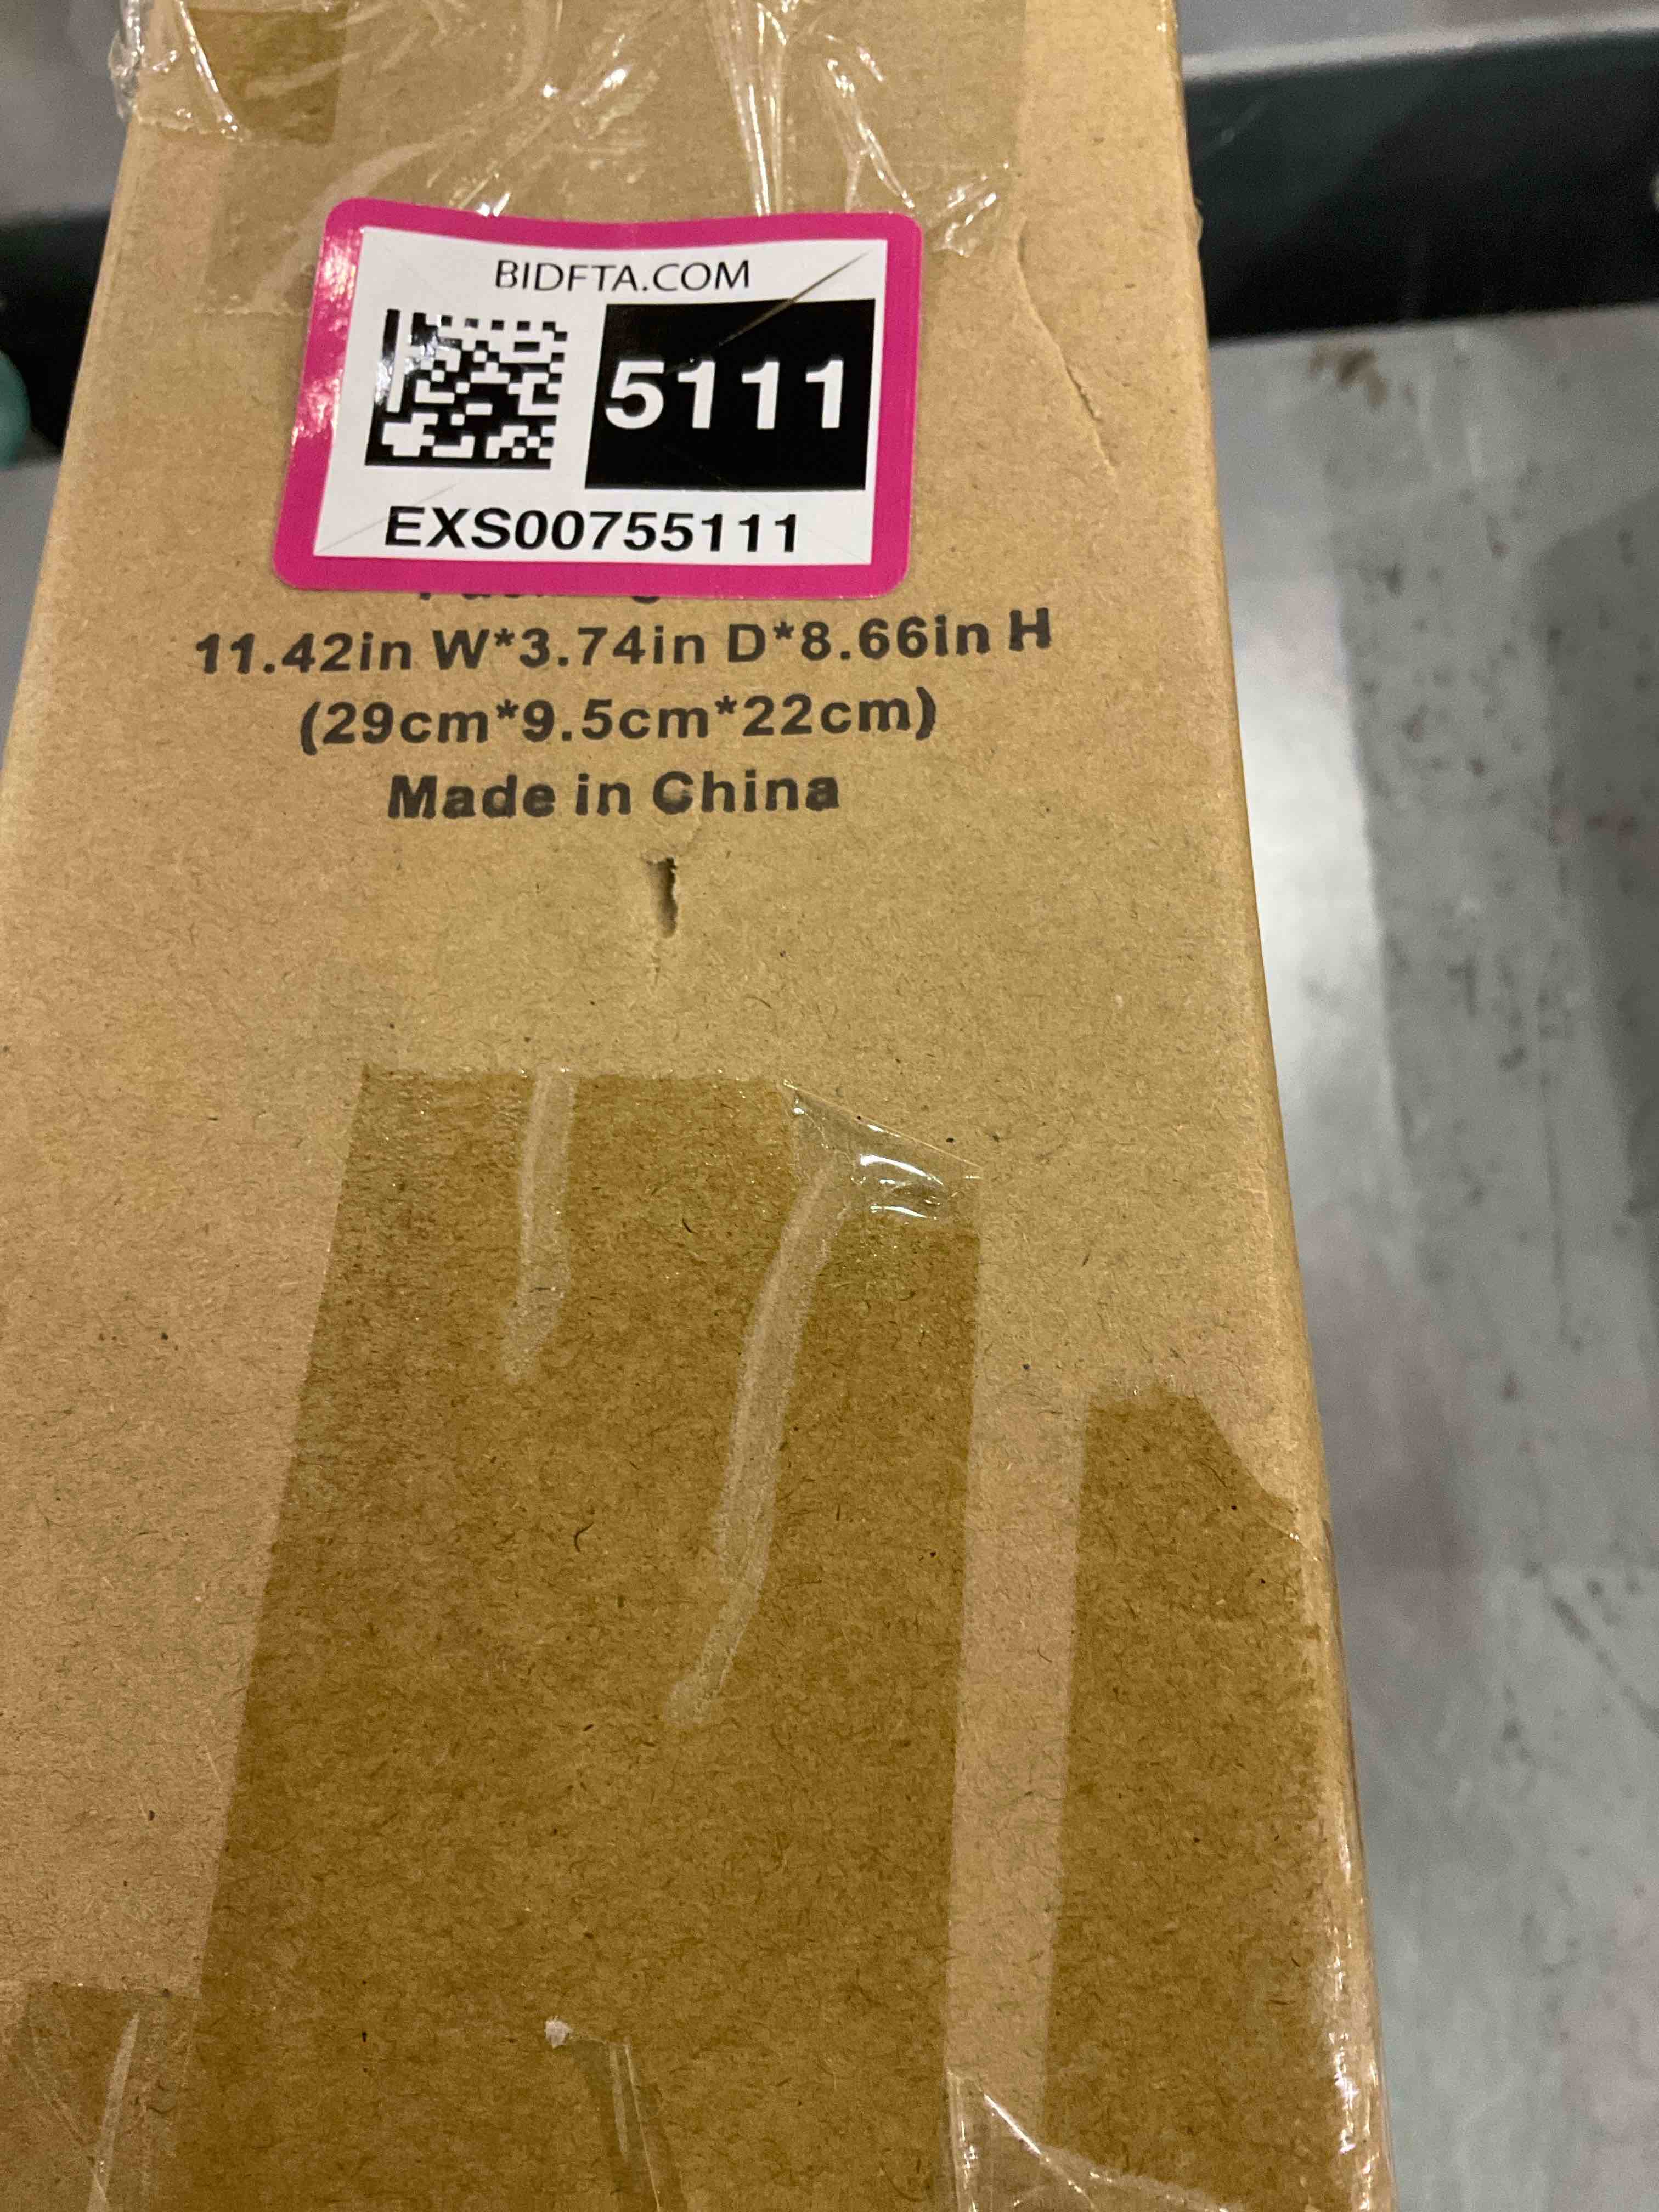 BIDFTA.COM
5111
EXS00755111
11.42in W*3.74in D*8.66in H
(29cm*9.5cm*22cm)
Made in China